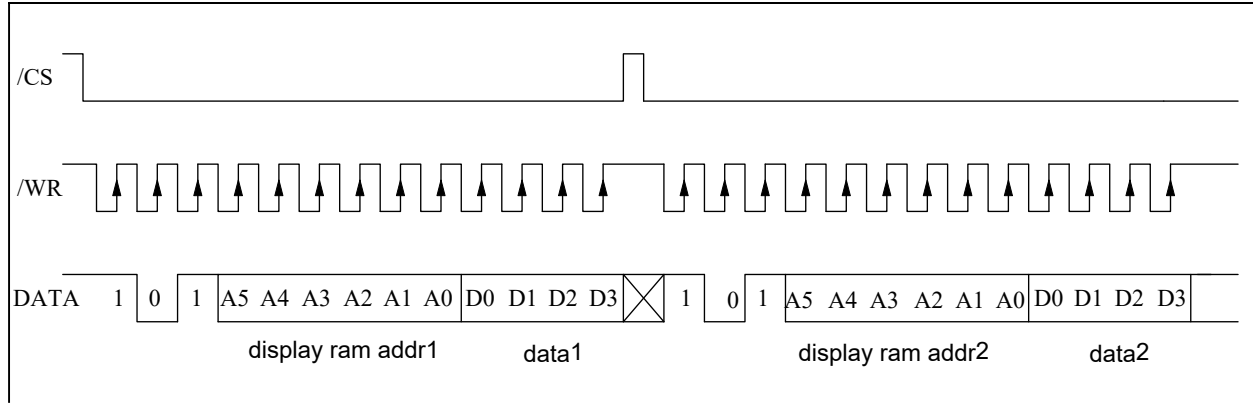 /CS
/WR
DATA 1 0 1 A5 A4 A3 A2 A1 A0 D0 D1 D2 D3 1 0 1 A5 A4 A3 A2 A1 A0 D0 D1 D2 D3
display ram addr1 data1 display ram addr2 data2